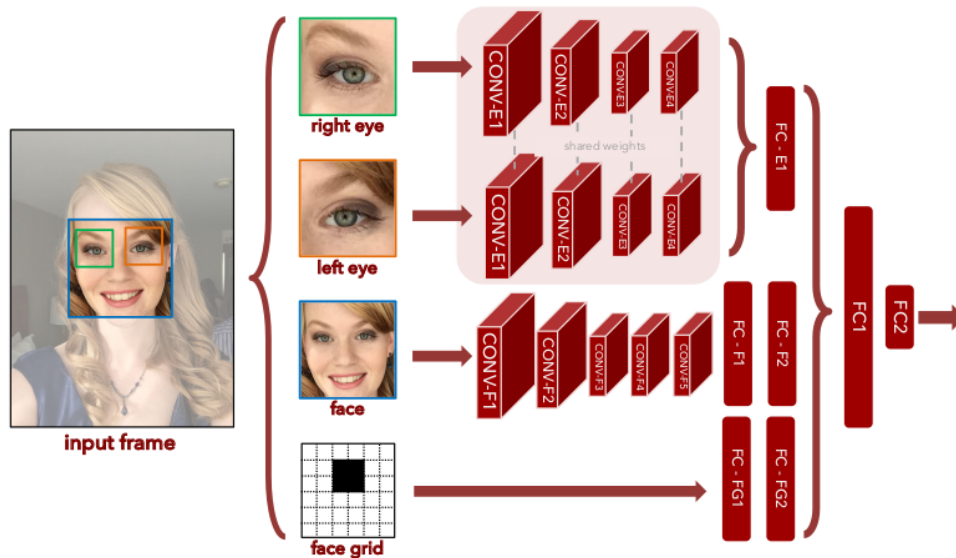 right eye
CONV-E1
CONV-E2
CONV-E3
CONV-E4
shared weights
left eye
CONV-E1
CONV-E2
CONV-E3
CONV-E4
FC - E1
input frame
face
CONV-F1
CONV-F2
CONV-F3
CONV-F4
CONV-F5
FC - F1
FC - F2
face grid
FC - FG1
FC - FG2
FC1
FC2